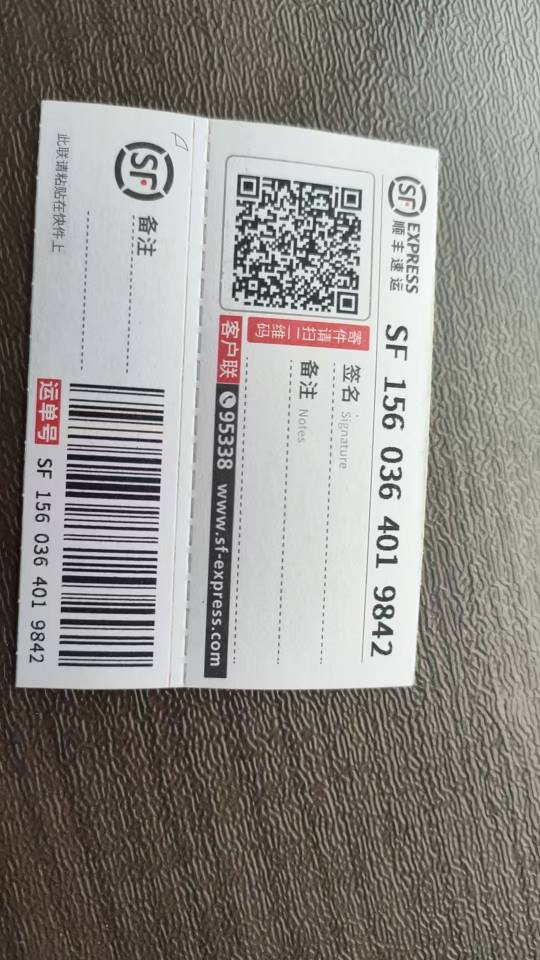 SF EXPRESS
顺丰速运
SF 156 036 401 9842
签名 Signature
备注 Notes
寄件请扫二维码
客户联 95338 www.sf-express.com
SF
备注
此联请粘贴在快件上
运单号 SF 156 036 401 9842